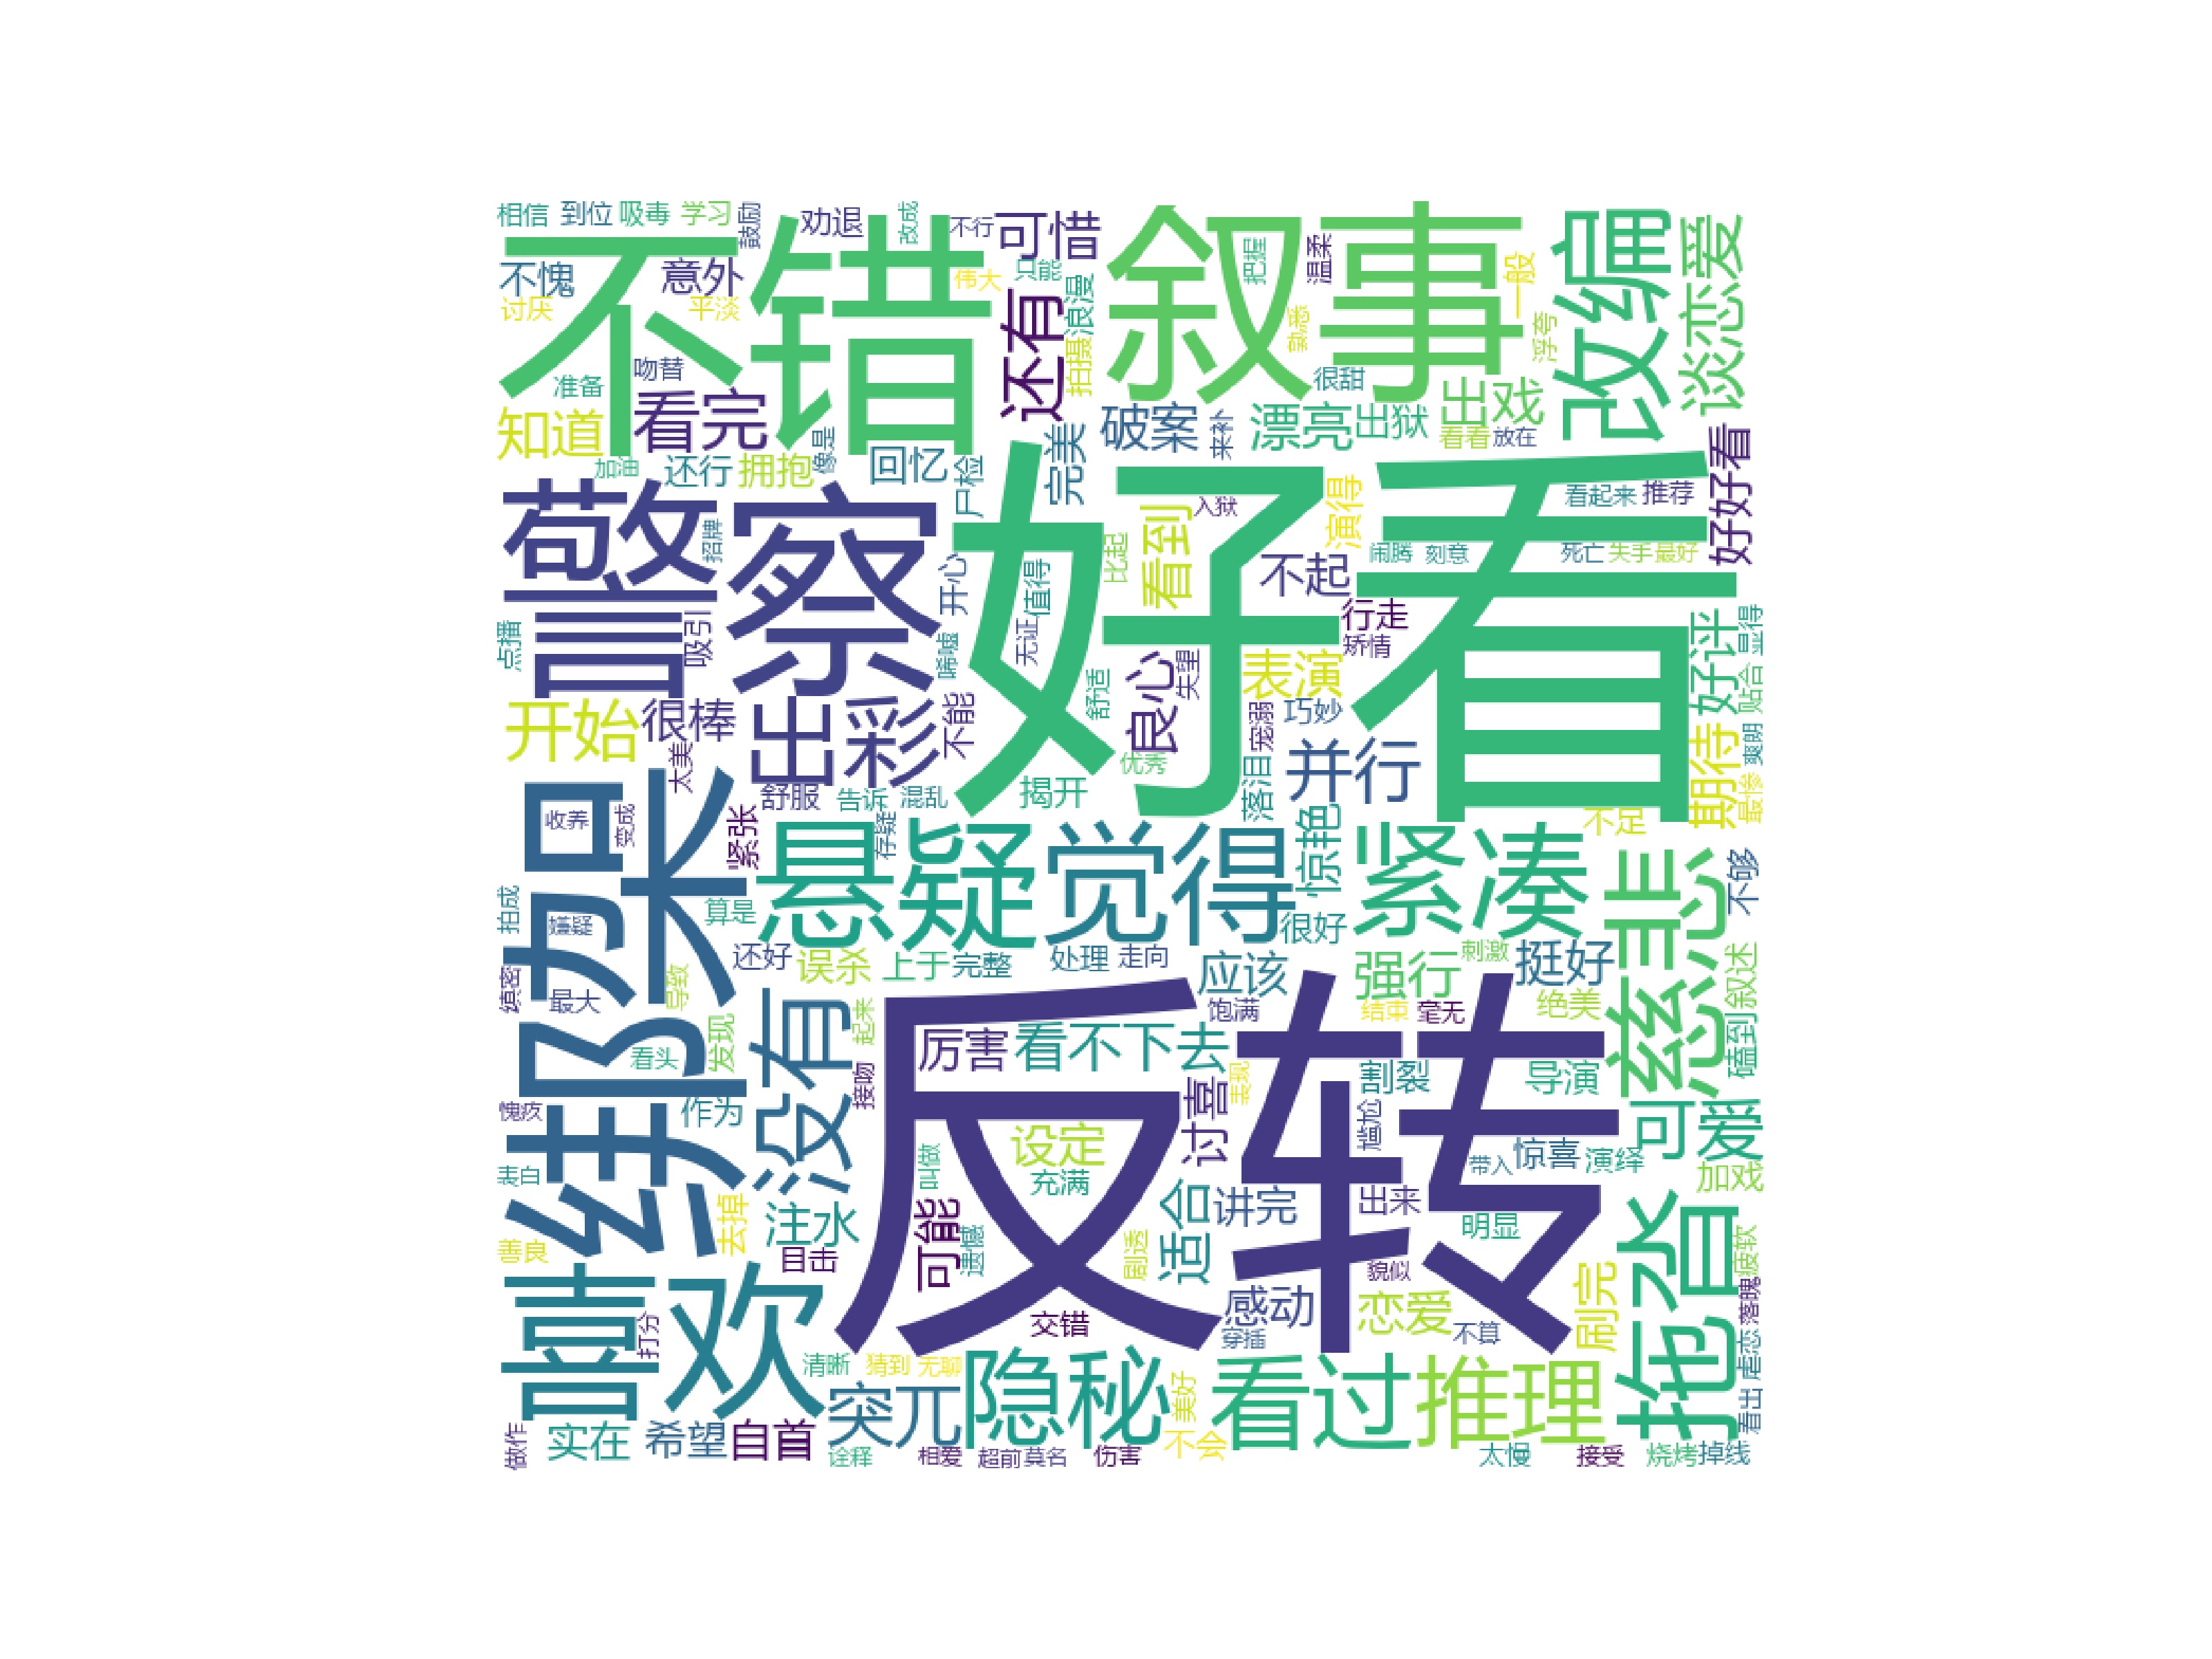 相信
到位
吸毒
学习
鼓励
劝退
改成
不行
可惜
叙事
温柔
把握
一般
改编
谈恋爱
不错
不愧
意外
讨厌
平淡
伟大
只能
浪漫
拍摄
还有
熟悉
浮夸
吻替
准备
看完
知道
很甜
出戏
破案
漂亮
出狱
来补
看看
放在
好好看
加油
还行
拥抱
像是
回忆
尸检
完美
好看
警察
招牌
入狱
演得
看起来
推荐
看到
比起
不起
闹腾
刻意
死亡
失手
最好
开心
值得
无证
行走
矫情
点播
吸引
唏嘘
舒适
良心
失望
表演
好评
显得
贴合
开始
很棒
出彩
不能
宠溺
巧妙
期待
爽朗
太美
优秀
并行
落泪
最惨
绑架
收养
变成
紧张
舒服
告诉
混乱
揭开
存疑
悬疑
觉得
惊艳
紧凑
不足
慈悲
不够
拍成
嫌疑
算是
很好
还好
误杀
上于
完整
处理
走向
应该
强行
刺激
挺好
缜密
最大
导致
没有
反转
饱满
结束
毫无
绝美
叙述
磕到
看头
发现
起来
厉害
看不下去
接吻
割裂
导演
愧疚
作为
讨喜
表现
尴尬
可爱
设定
叫做
充满
带入
惊喜
演绎
加戏
表白
去掉
注水
可能
适合
讲完
出来
明显
善良
目击
遗憾
剧透
貌似
疲软
拖沓
啼欢
打分
交错
感动
穿插
恋爱
不算
刷完
落魄
虐恋
清晰
猜到
无聊
突兀
隐秘
美好
看过
推理
看出
做作
实在
希望
自首
诠释
相爱
超前
莫名
伤害
不会
太慢
接受
烧烤
掉线